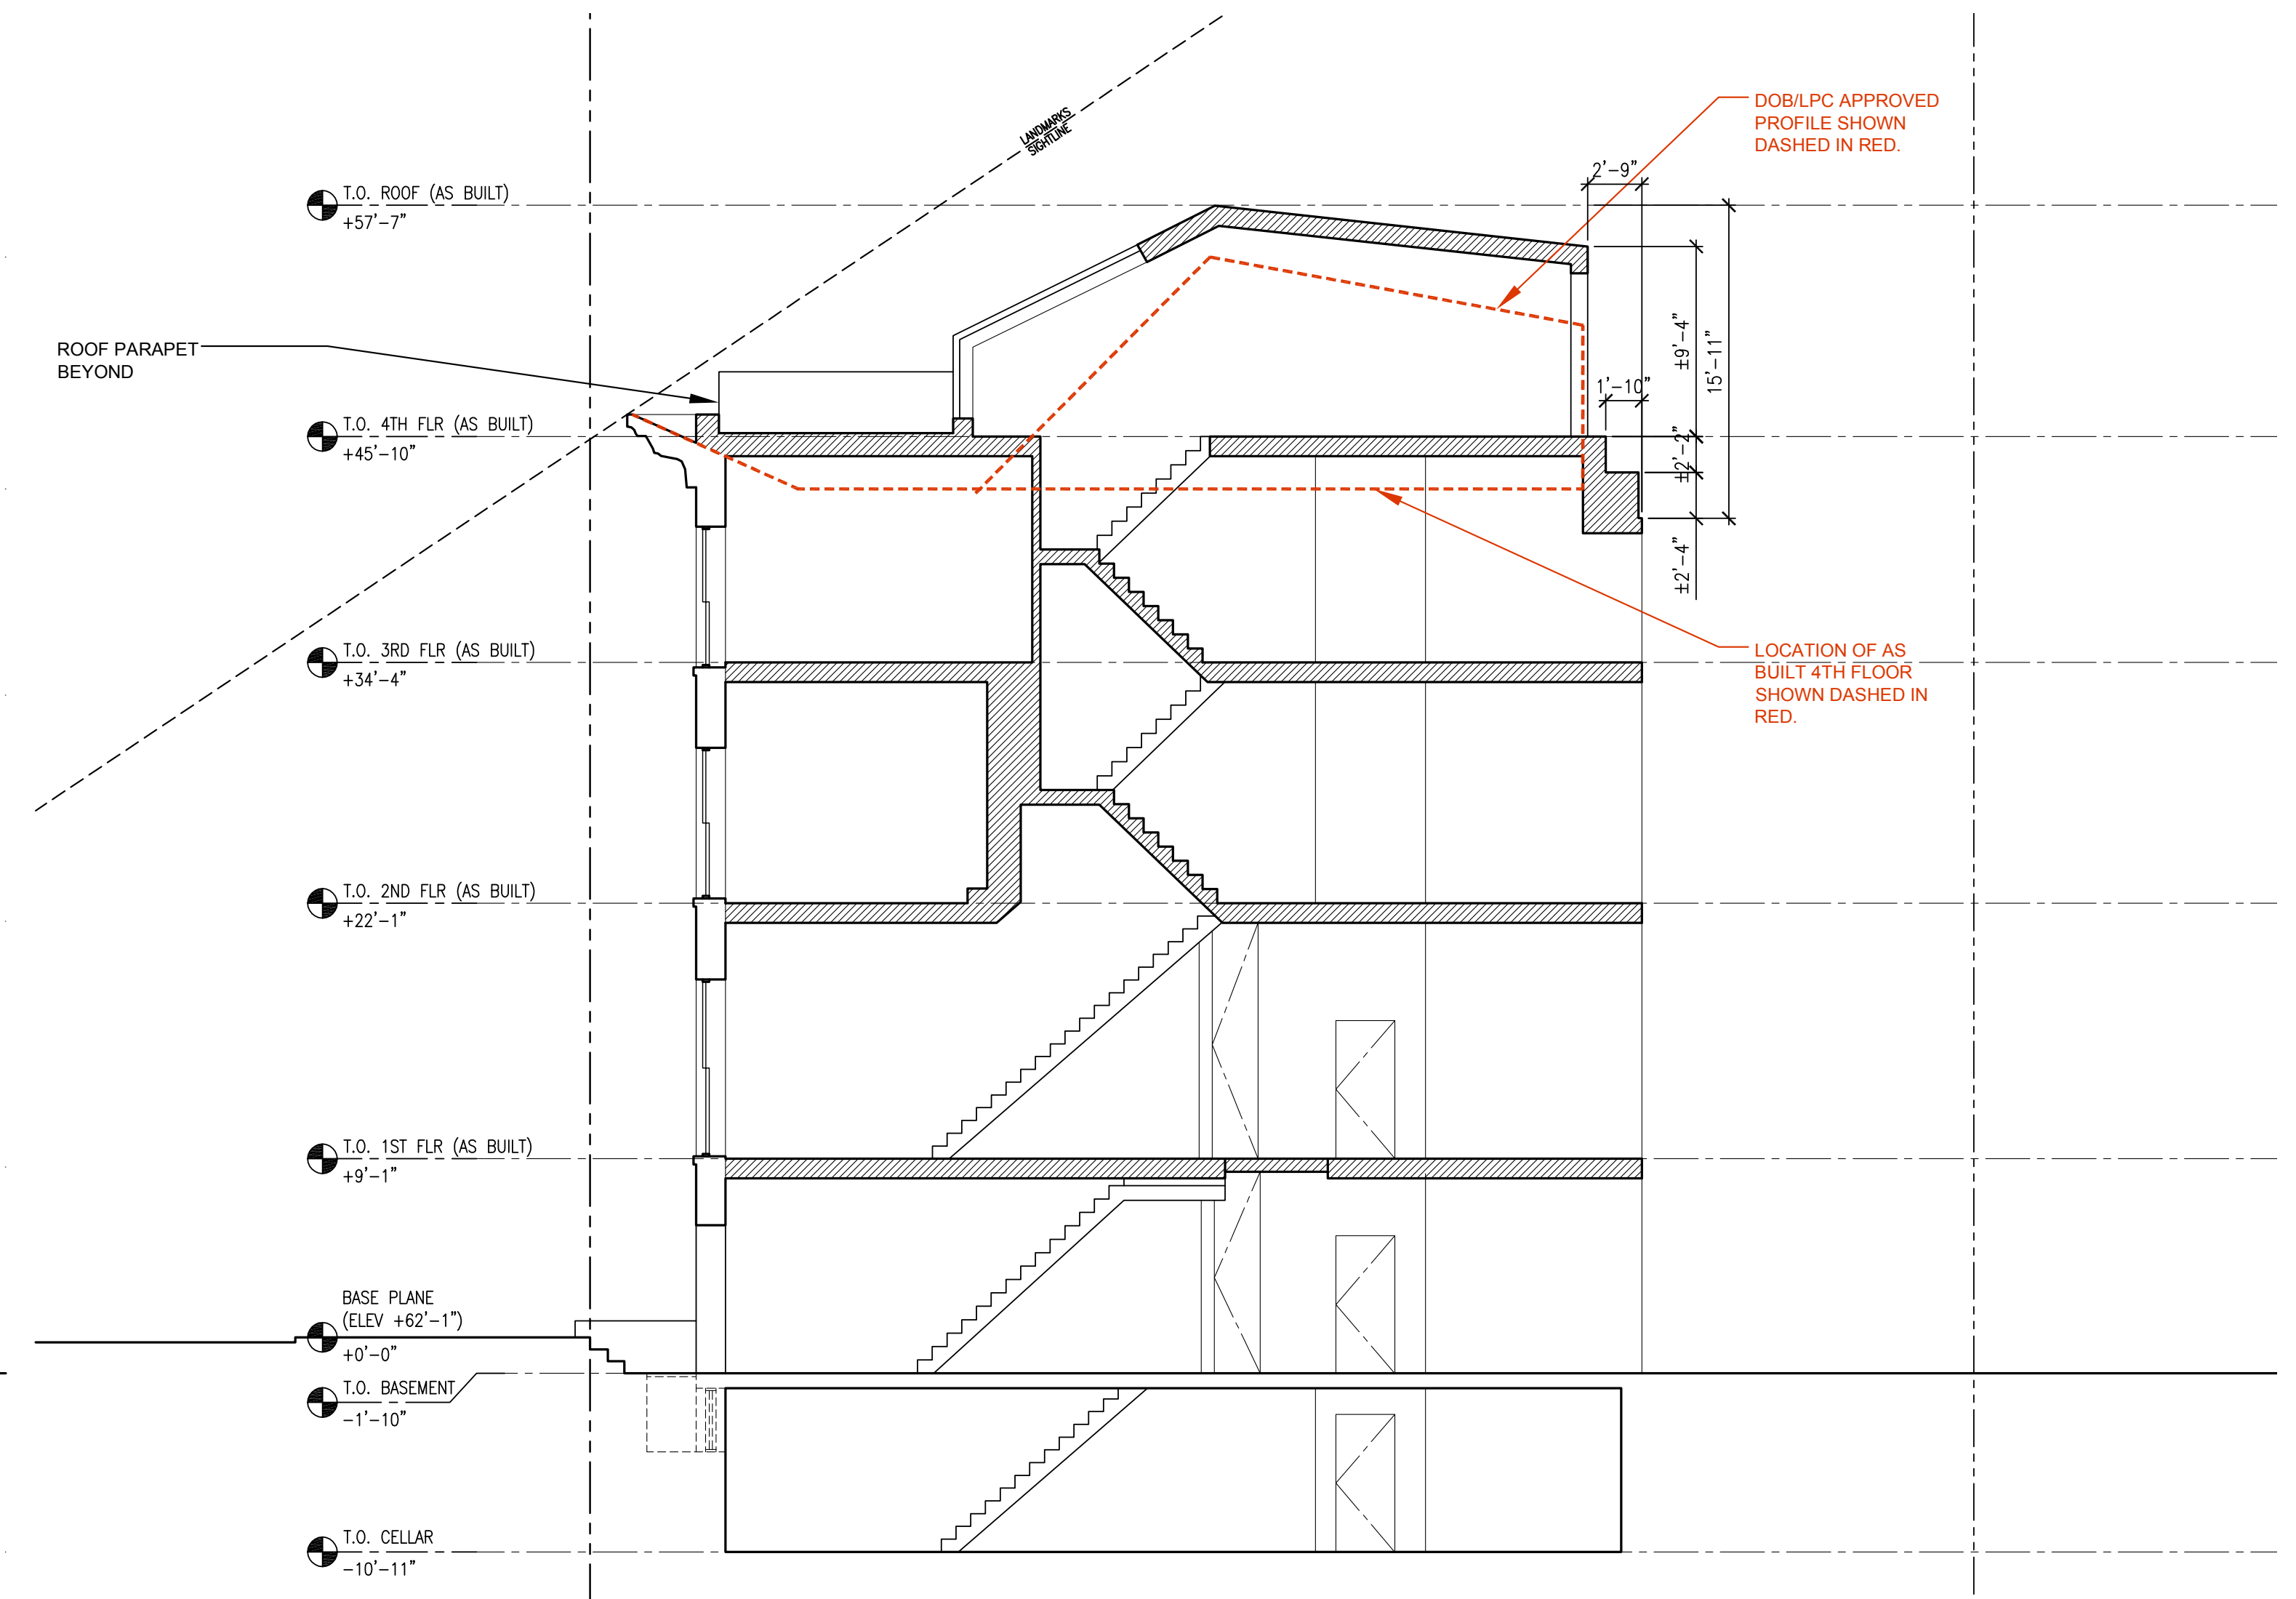 LANDMARKS
SIGHTLINE
DOB/LPC APPROVED
PROFILE SHOWN
DASHED IN RED.
2'-9"
T.O. ROOF (AS BUILT)
+57'-7"
ROOF PARAPET
BEYOND
±9'-4"
15'-11"
1'-10"
T.O. 4TH FLR (AS BUILT)
+45'-10"
±2'-2"
±2'-4"
T.O. 3RD FLR (AS BUILT)
+34'-4"
LOCATION OF AS
BUILT 4TH FLOOR
SHOWN DASHED IN
RED.
T.O. 2ND FLR (AS BUILT)
+22'-1"
T.O. 1ST FLR (AS BUILT)
+9'-1"
BASE PLANE
(ELEV +62'-1")
+0'-0"
T.O. BASEMENT
-1'-10"
T.O. CELLAR
-10'-11"